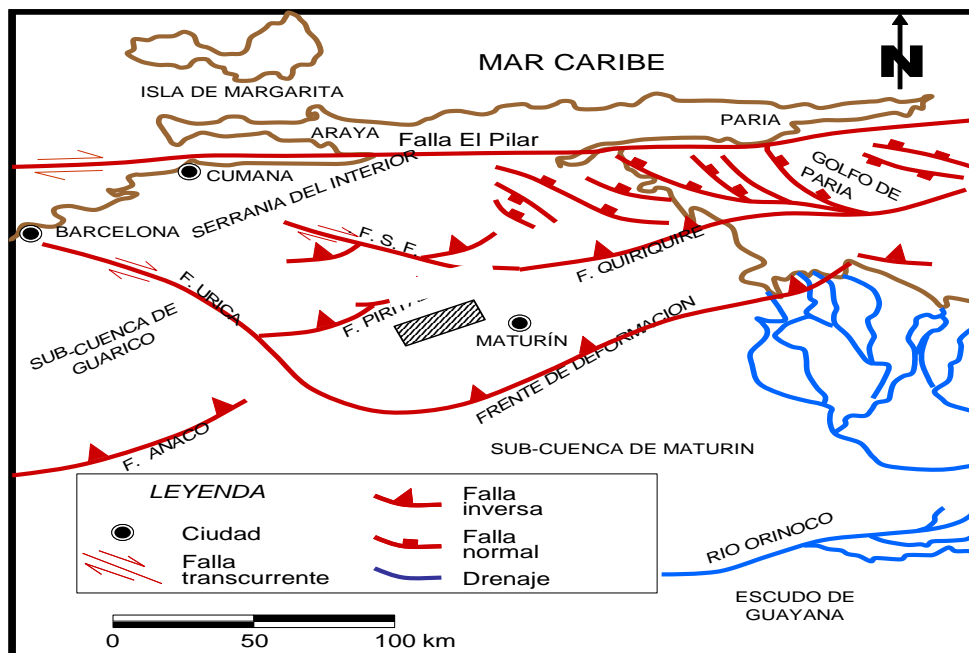 MAR CARIBE
N
ISLA DE MARGARITA
ARAYA
PARIA
Falla El Pilar
GOLFO DE
PARIA
CUMANA
SERRANIA DEL INTERIOR
BARCELONA
F. S. F.
F. QUIRIQUIRE
F. URICA
F. PIRIT
MATURÍN
SUB-CUENCA DE
GUARICO
FRENTE DE DEFORMACION
F. ANACO
SUB-CUENCA DE MATURIN
LEYENDA
Ciudad
Falla
transcurrente
Falla
inversa
Falla
normal
Drenaje
RIO ORINOCO
ESCUDO DE
GUAYANA
0 50 100 km